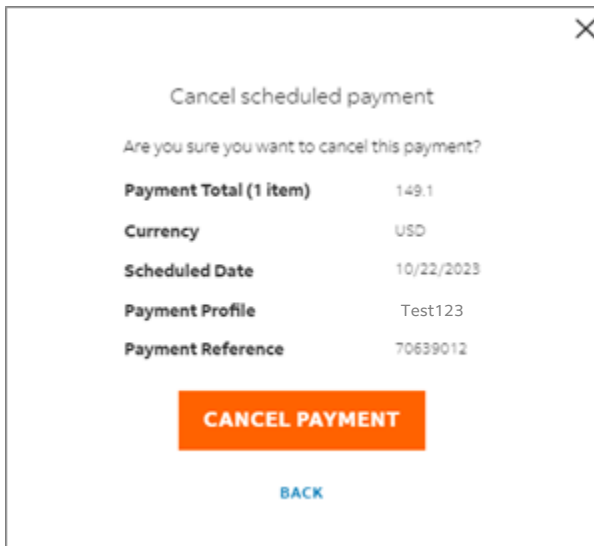 Cancel scheduled payment
Are you sure you want to cancel this payment?
Payment Total (1 item) 149.1
Currency USD
Scheduled Date 10/22/2023
Payment Profile Test123
Payment Reference 70639012
CANCEL PAYMENT
BACK